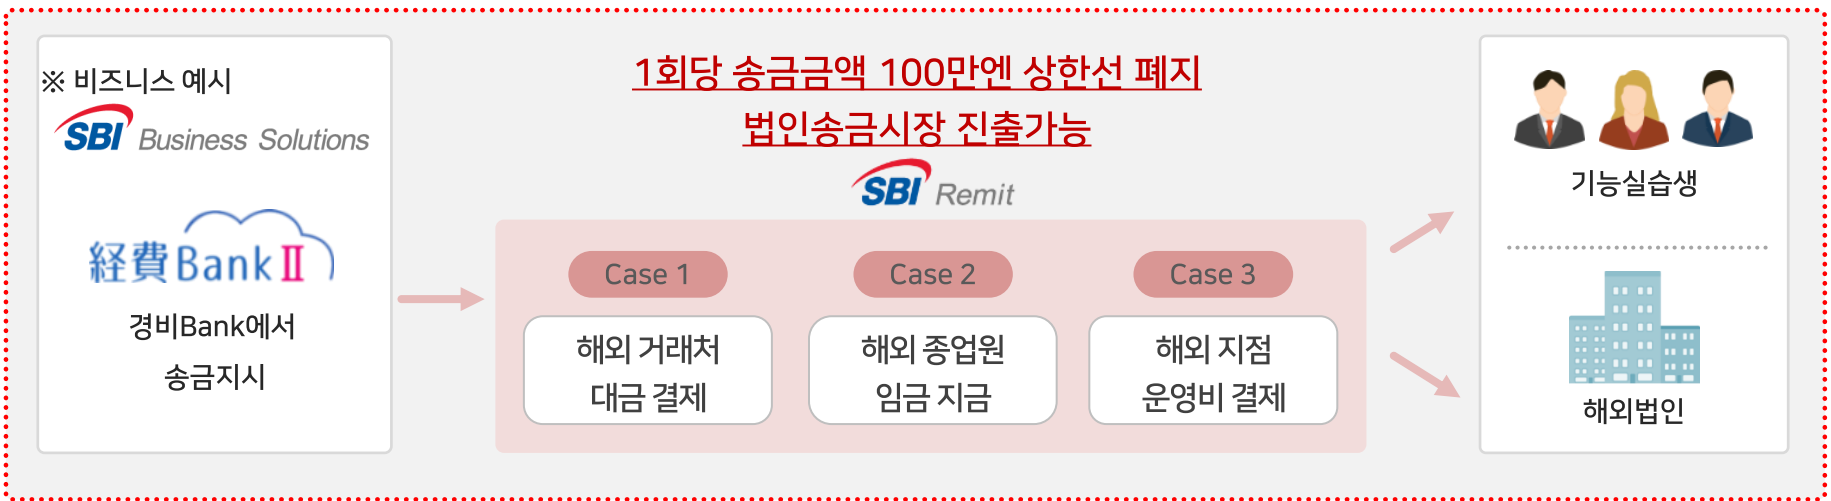 ※ 비즈니스 예시
SBI Business Solutions
経費BankⅡ
경비Bank에서
송금지시
1회당 송금금액 100만엔 상한선 폐지
법인송금시장 진출가능
SBI Remit
Case 1
해외 거래처
대금 결제
Case 2
해외 종업원
임금 지금
Case 3
해외 지점
운영비 결제
기능실습생
해외법인